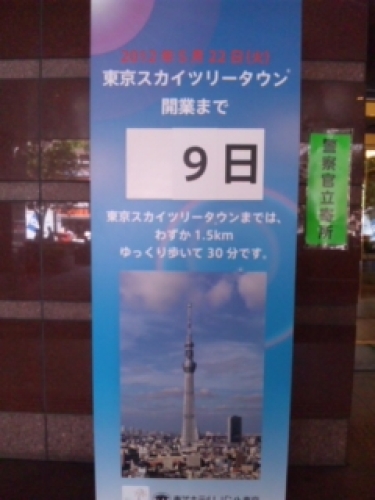 2012年5月22日(火)
東京スカイツリータウン®
開業まで
9日
東京スカイツリータウンまでは、
わずか1.5km
ゆっくり歩いて30分です。
警察官立寄所